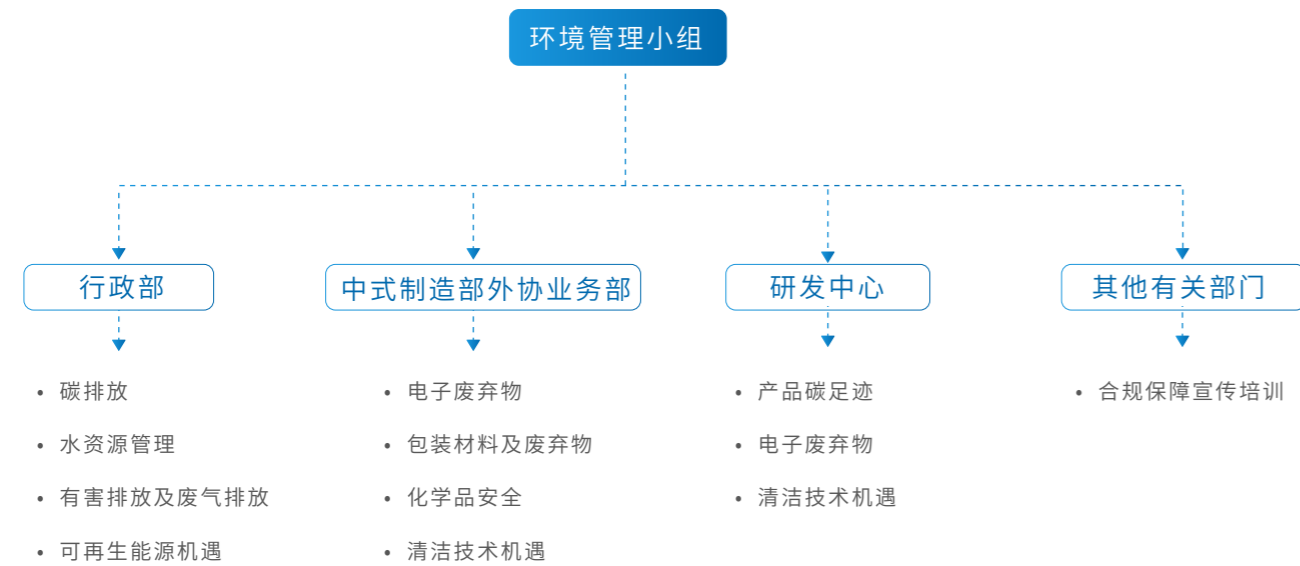 环境管理小组
行政部
中式制造部外协业务部
研发中心
其他有关部门
• 碳排放
• 水资源管理
• 有害排放及废气排放
• 可再生能源机遇
• 电子废弃物
• 包装材料及废弃物
• 化学品安全
• 清洁技术机遇
• 产品碳足迹
• 电子废弃物
• 清洁技术机遇
• 合规保障宣传培训